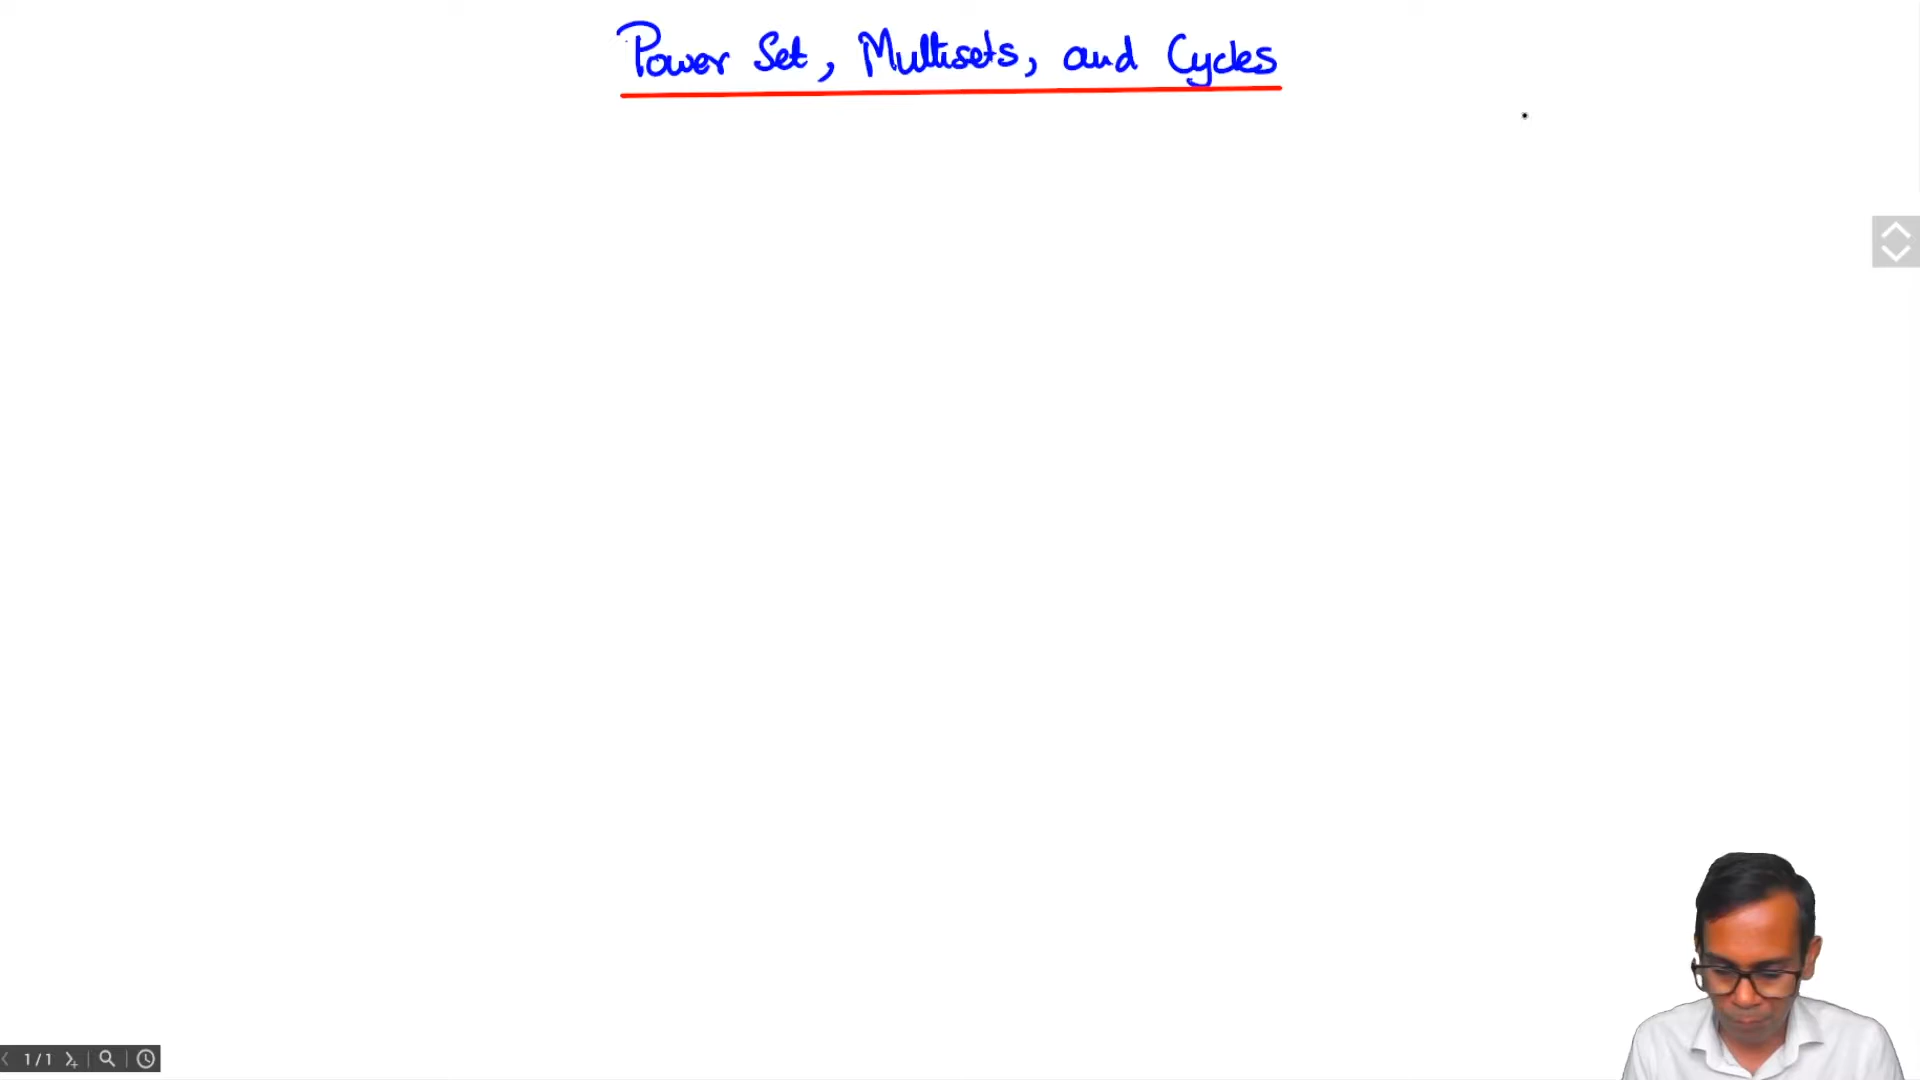 Power Set, Multisets, and Cycles
1/1